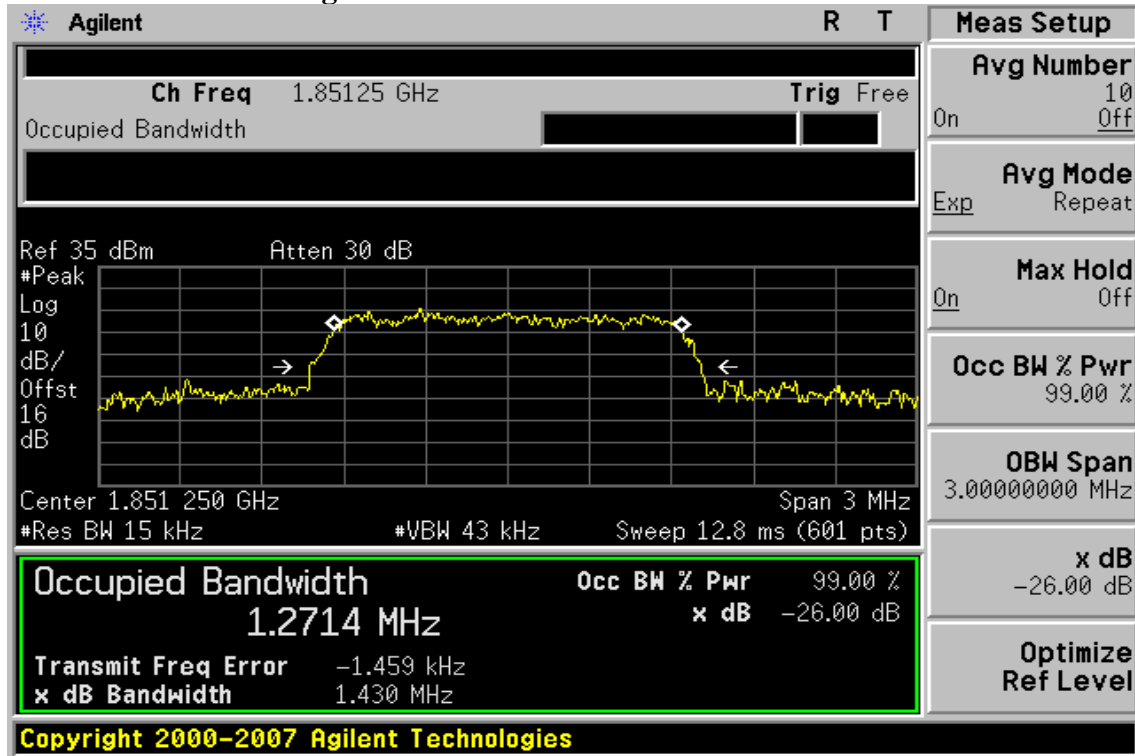 Agilent R T Meas Setup
Ch Freq 1.85125 GHz Trig Free
Occupied Bandwidth
Avg Number
10
On Off
Avg Mode
Exp Repeat
Max Hold
On Off
Occ BW % Pwr
99.00 %
OBW Span
3.00000000 MHz
x dB
-26.00 dB
Optimize
Ref Level
Ref 35 dBm Atten 30 dB
#Peak
Log
10
dB/
Offst
16
dB
Center 1.851 250 GHz Span 3 MHz
#Res BW 15 kHz #VBW 43 kHz Sweep 12.8 ms (601 pts)
Occupied Bandwidth Occ BW % Pwr 99.00 %
1.2714 MHz x dB -26.00 dB
Transmit Freq Error -1.459 kHz
x dB Bandwidth 1.430 MHz
Copyright 2000-2007 Agilent Technologies